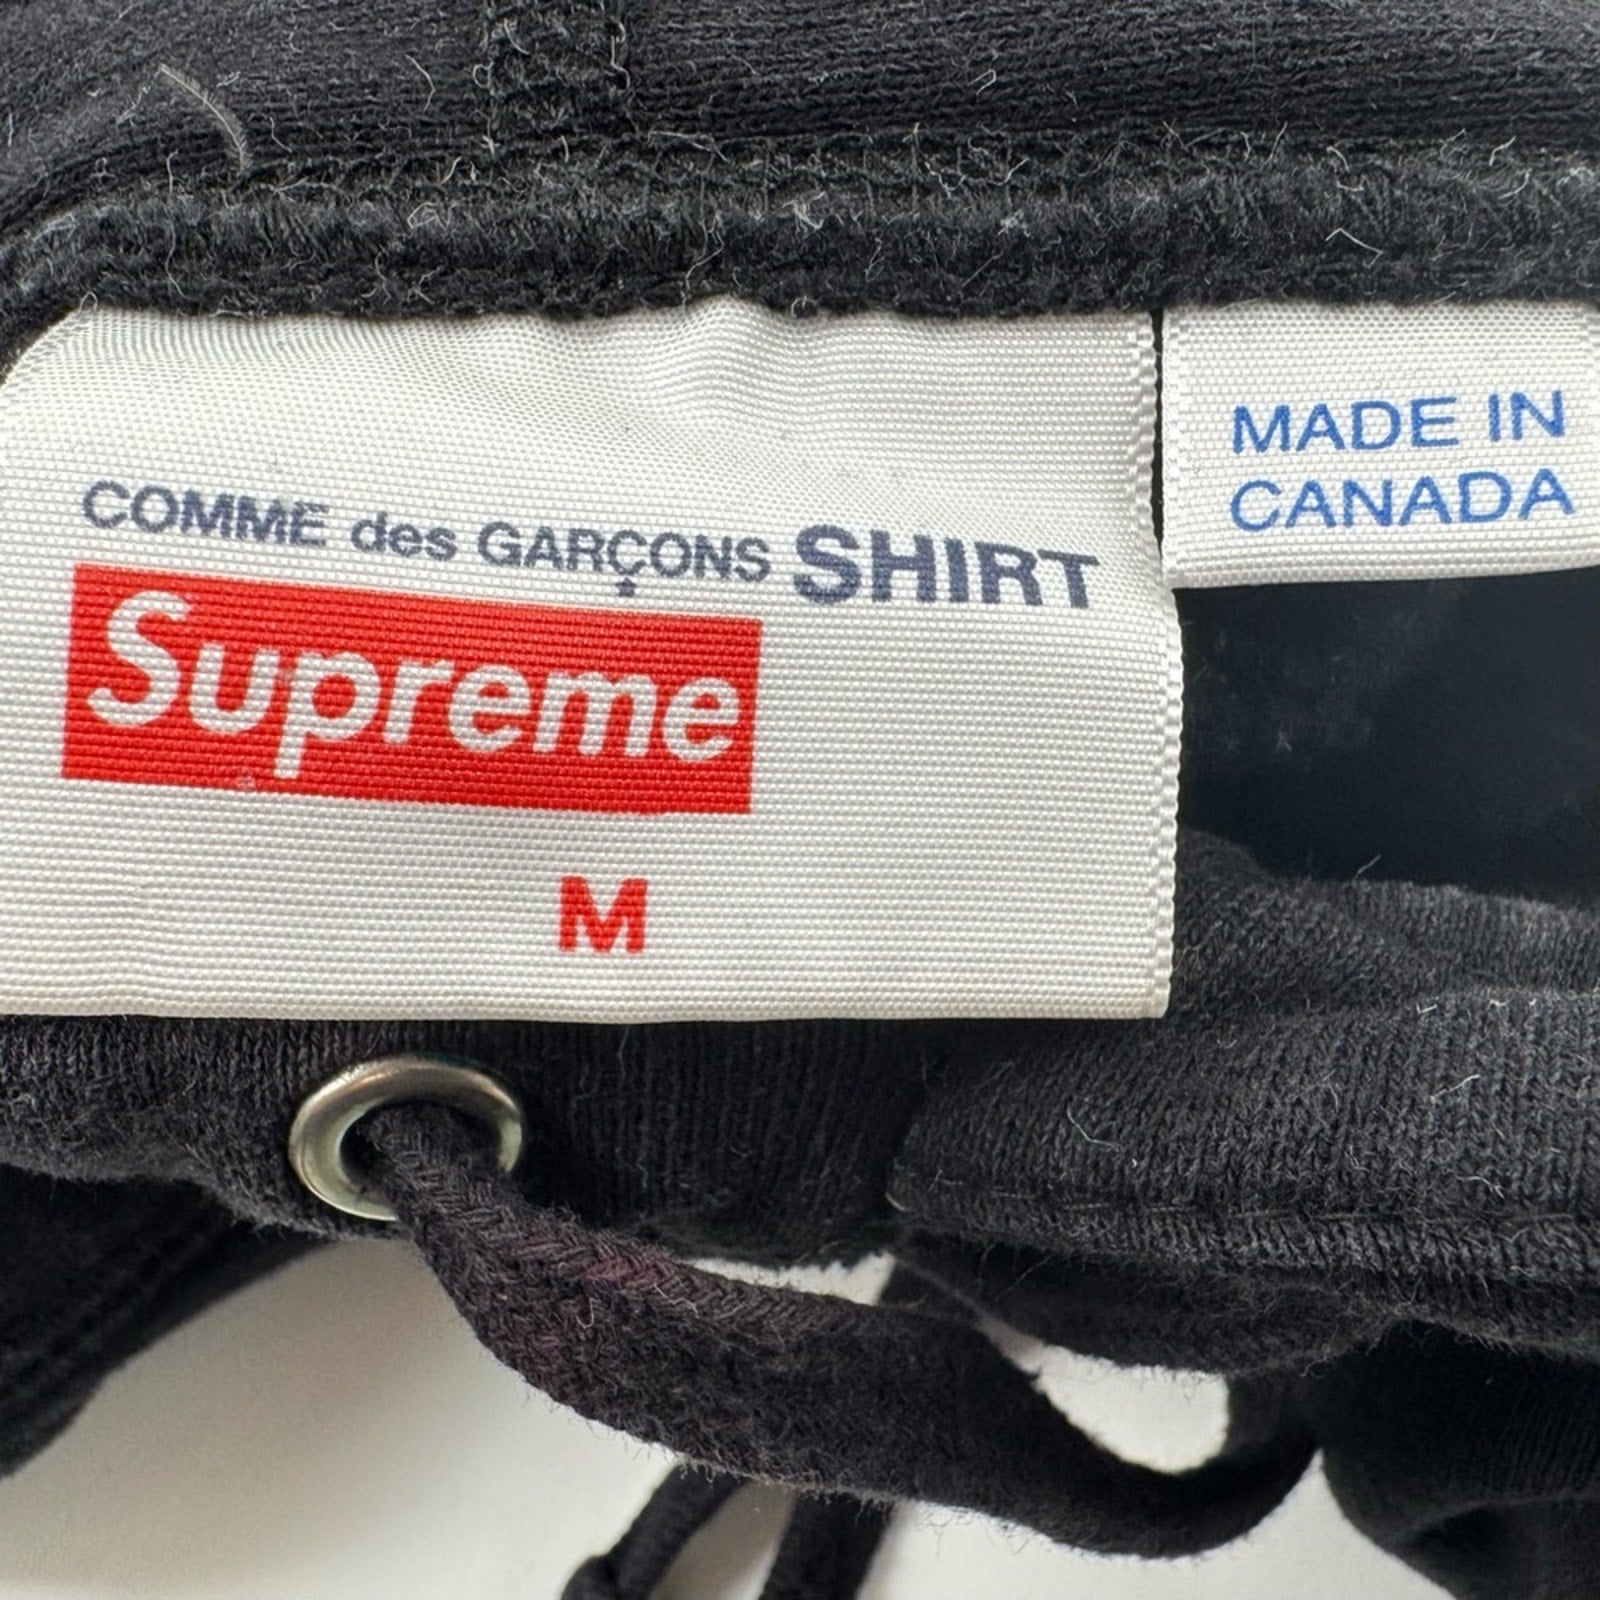 COMME des GARÇONS SHIRT
Supreme
M
MADE IN
CANADA